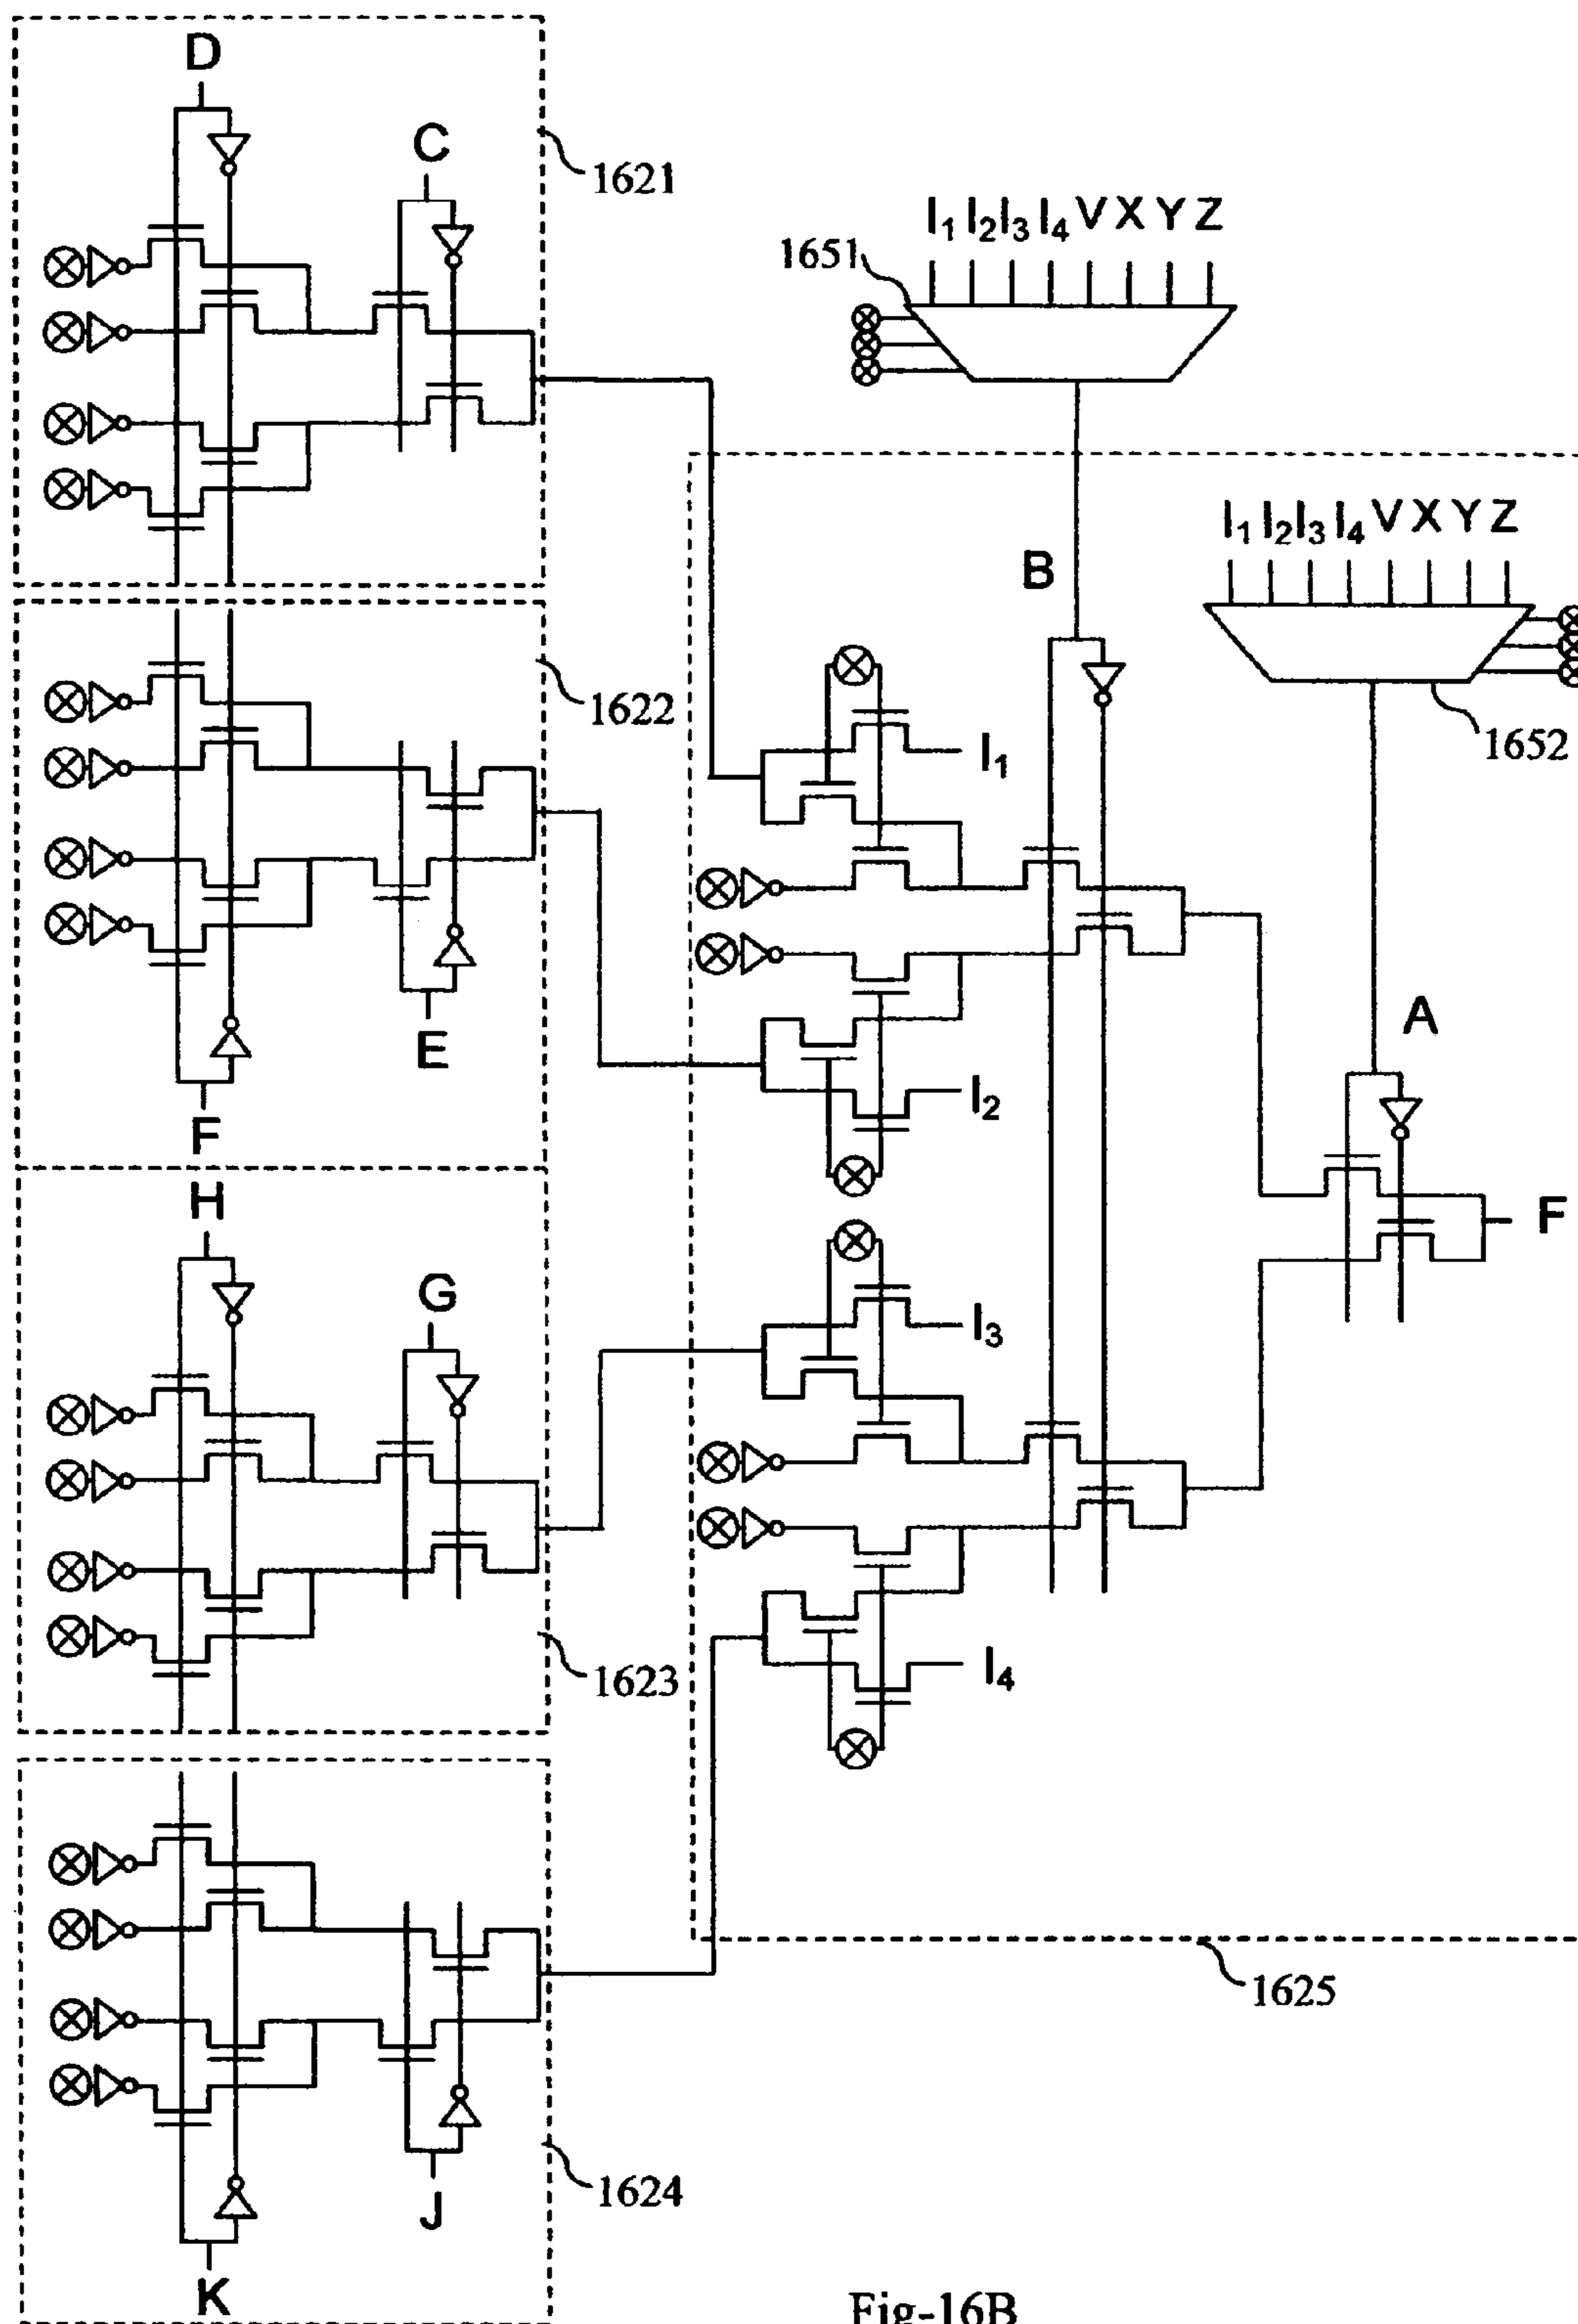 D
C
1621
I₁ I₂ I₃ I₄ V X Y Z
1651
I₁ I₂ I₃ I₄ V X Y Z
B
1622
1652
I₁
A
E
I₂
F
H
F
G
I₃
1623
I₄
1625
1624
J
K
Fig-16B